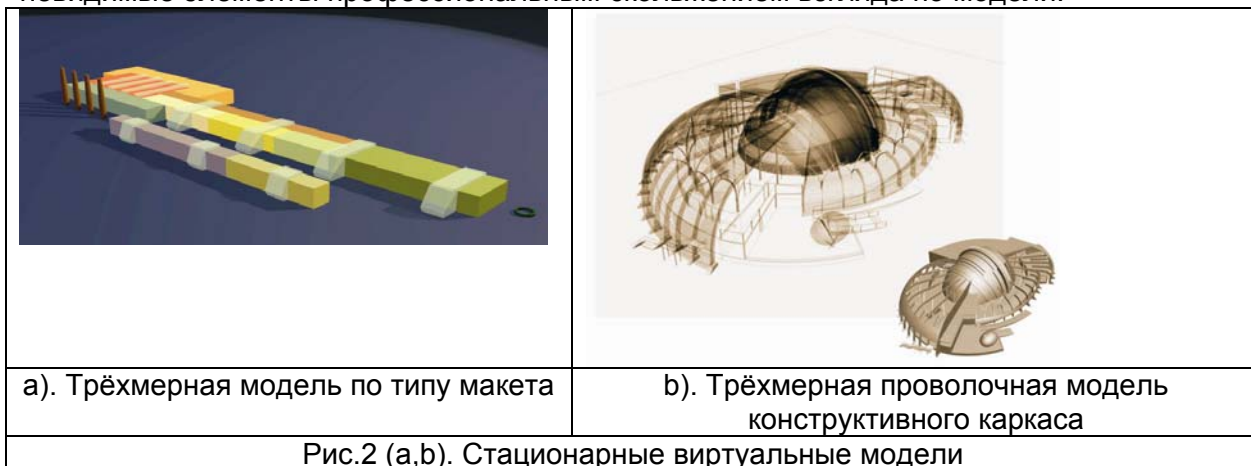 a). Трёхмерная модель по типу макета
b). Трёхмерная проволочная модель
конструктивного каркаса
Рис.2 (a,b). Стационарные виртуальные модели